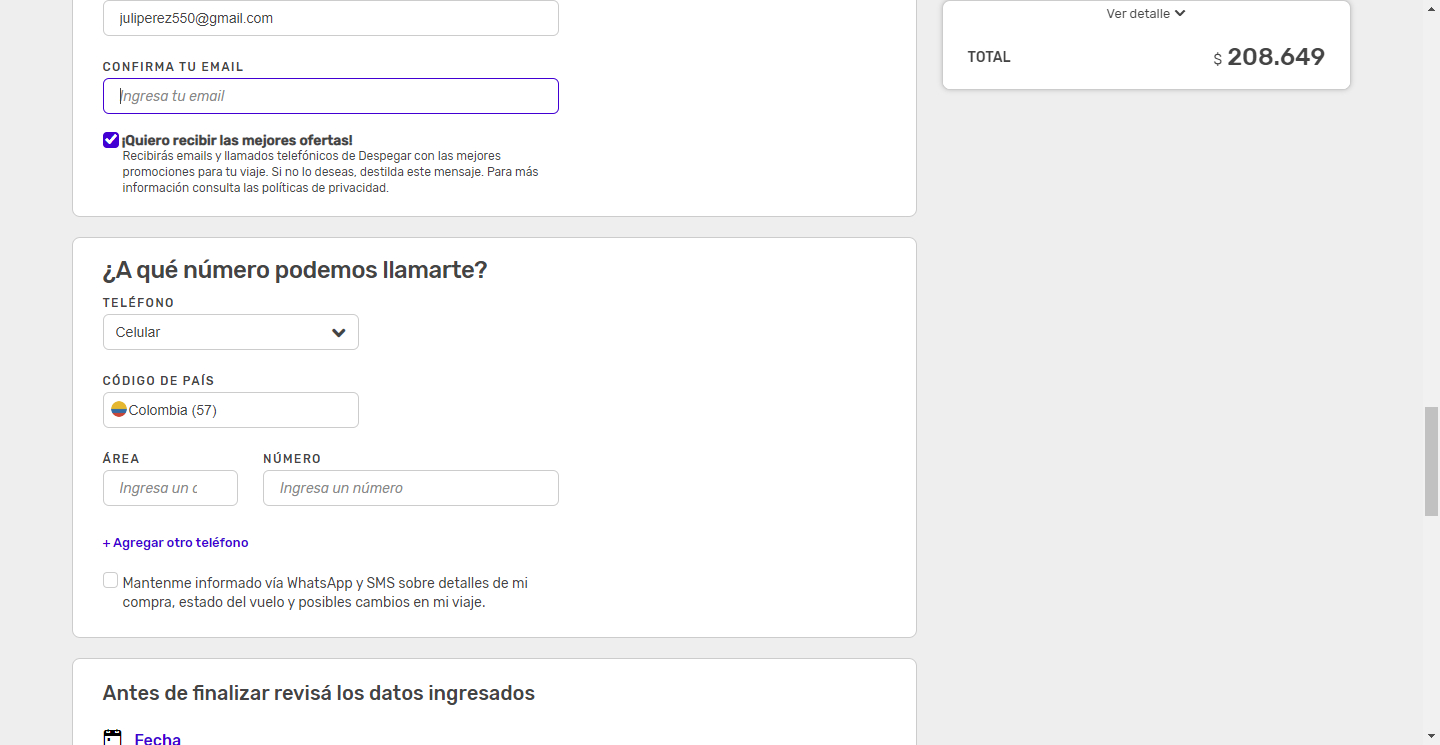 juliperez550@gmail.com
CONFIRMA TU EMAIL
Ingresa tu email
¡Quiero recibir las mejores ofertas!
Recibirás emails y llamados telefónicos de Despegar con las mejores
promociones para tu viaje. Si no lo deseas, destilda este mensaje. Para más
información consulta las políticas de privacidad.
¿A qué número podemos llamarte?
TELÉFONO
Celular
CÓDIGO DE PAÍS
Colombia (57)
ÁREA
Ingresa un c
NÚMERO
Ingresa un número
+ Agregar otro teléfono
Mantenme informado vía WhatsApp y SMS sobre detalles de mi
compra, estado del vuelo y posibles cambios en mi viaje.
Antes de finalizar revisá los datos ingresados
Fecha
Ver detalle
TOTAL
$ 208.649